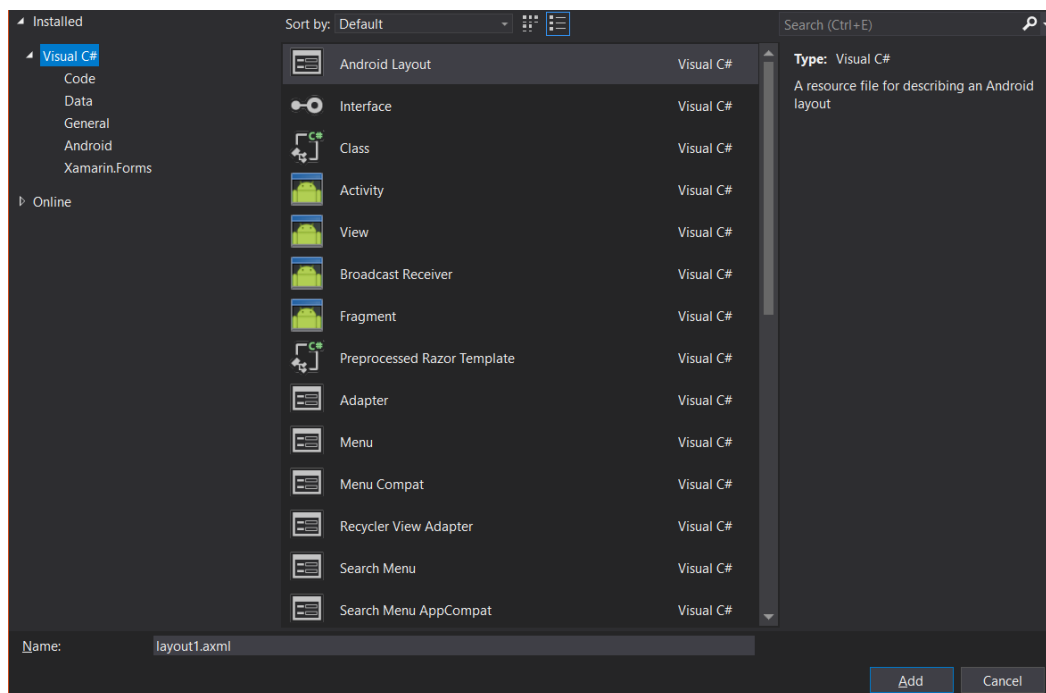 Installed
Sort by: Default
Search (Ctrl+E)
Visual C#
Code
Data
General
Android
Xamarin.Forms
Online
Android Layout Visual C#
Interface Visual C#
C#
Class Visual C#
Activity Visual C#
View Visual C#
Broadcast Receiver Visual C#
Fragment Visual C#
C#
Preprocessed Razor Template Visual C#
Adapter Visual C#
Menu Visual C#
Menu Compat Visual C#
Recycler View Adapter Visual C#
Search Menu Visual C#
Search Menu AppCompat Visual C#
Type: Visual C#
A resource file for describing an Android
layout
Name: layout1.axml
Add Cancel